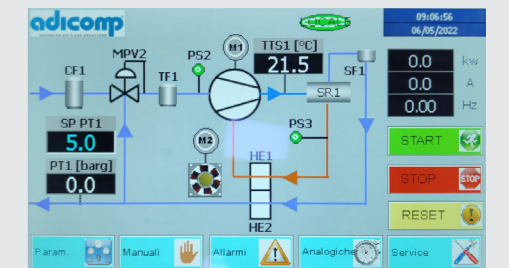 adicomp
LOCALE
09:06:56
06/05/2022
M1
TTS1 [°C]
21.5
MPV2
PS2
CF1
TF1
SF1
SR1
0.0 kw
0.0 A
0.00 Hz
SP PT1
5.0
PS3
M2
START
PT1 [barg]
0.0
HE1
STOP
STOP
RESET
HE2
Param.
Manuali
Allarmi
Analogiche
Service